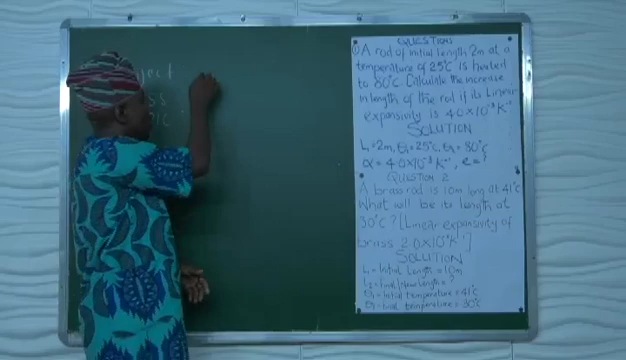 ject
ss
QUESTIONS
① A rod of initial length 2m at a
temperature of 25°C is heated
to 80°C. Calculate the increase
in length of the rod if its linear
expansivity is 4.0×10⁻³K⁻¹
SOLUTION
L₁=2m, θ₁=25°C, θ₂=80°C
α=4.0×10⁻³K⁻¹, e=?
QUESTION 2
A brass rod is 10m long at 41°C
What will be its length at
30°C? [Linear expansivity of
brass 2.0×10⁻⁵K⁻¹]
SOLUTION
L₁ = Initial Length = 10m
L₂ = Final/New length = ?
θ₁ = Initial temperature = 41°C
θ₂ = final temperature = 30°C